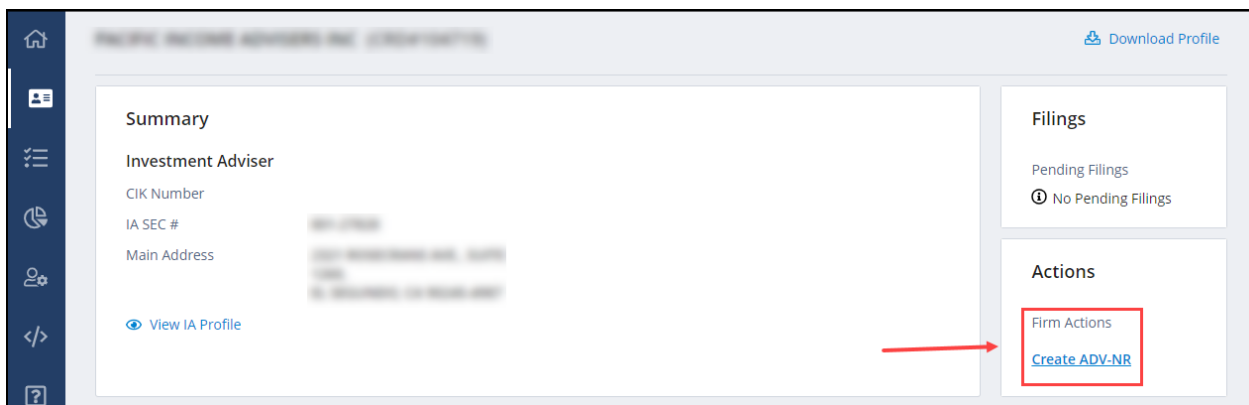 Download Profile
Summary
Investment Adviser
CIK Number
IA SEC #
Main Address
View IA Profile
Filings
Pending Filings
No Pending Filings
Actions
Firm Actions
Create ADV-NR